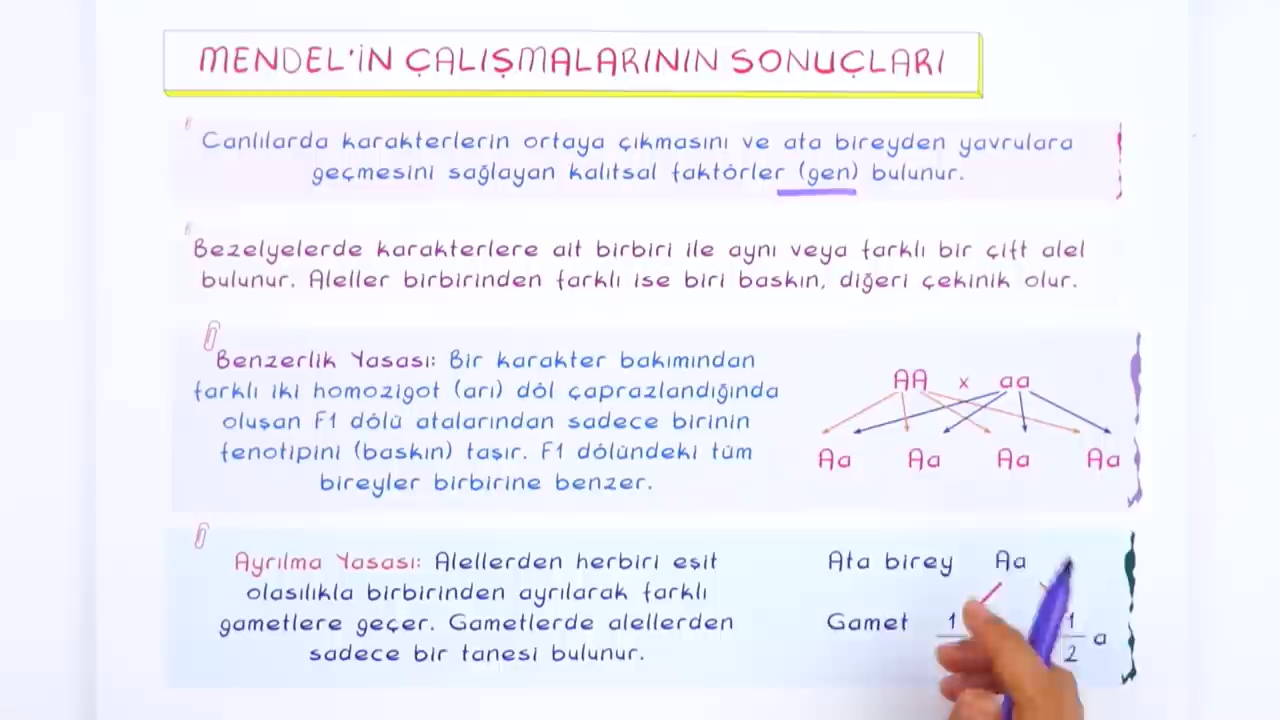 MENDEL'İN ÇALIŞMALARININ SONUÇLARI
Canlılarda karakterlerin ortaya çıkmasını ve ata bireyden yavrulara
geçmesini sağlayan kalıtsal faktörler (gen) bulunur.
Bezelyelerde karakterlere ait birbiri ile aynı veya farklı bir çift alel
bulunur. Aleller birbirinden farklı ise biri baskın, diğeri çekinik olur.
Benzerlik Yasası: Bir karakter bakımından
farklı iki homozigot (arı) döl çaprazlandığında
oluşan F1 dölü atalarından sadece birinin
fenotipini (baskın) taşır. F1 dölündeki tüm
bireyler birbirine benzer.
AA x aa
Aa Aa Aa Aa
Ayrılma Yasası: Alellerden herbiri eşit
olasılıkla birbirinden ayrılarak farklı
gametlere geçer. Gametlerde alellerden
sadece bir tanesi bulunur.
Ata birey Aa
Gamet 1 1/2 a